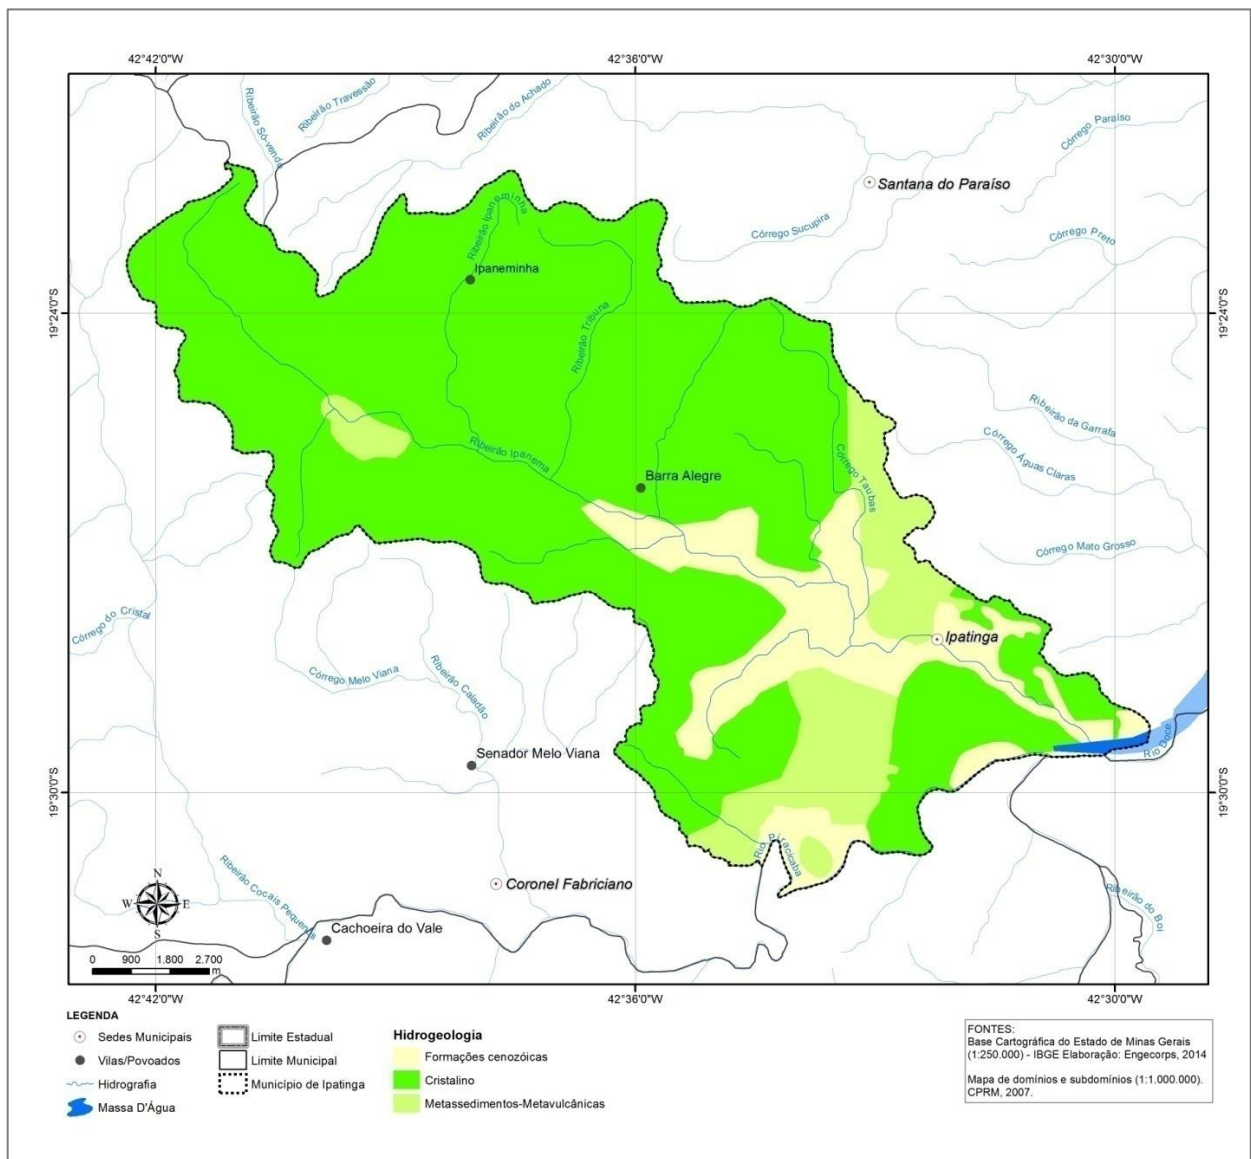 42°42'0"W
42°36'0"W
42°30'0"W
Ribeirão Só-vendo
Ribeirão Travessão
Ribeirão do Achado
Córrego Paraíso
Santana do Paraíso
Ribeirão Ipaneminha
Córrego Sucupira
Córrego Preto
Ipaneminha
19°24'0"S
19°24'0"S
Ribeirão Tribuna
Ribeirão da Garrafa
Ribeirão Ipanema
Córrego Águas Claras
Barra Alegre
Córrego Taubas
Córrego Mato Grosso
Córrego do Cristal
Ipatinga
Córrego Melo Viana
Ribeirão Caladão
Rio Doce
Senador Melo Viana
19°30'0"S
19°30'0"S
Rio Piracicaba
Ribeirão Cocais Pequenos
Coronel Fabriciano
Ribeirão do Boi
N
W
E
S
Cachoeira do Vale
0 900 1.800 2.700
m
42°42'0"W
42°36'0"W
42°30'0"W
LEGENDA
Sedes Municipais
Vilas/Povoados
Hidrografia
Massa D'Água
Limite Estadual
Limite Municipal
Município de Ipatinga
Hidrogeologia
Formações cenozóicas
Cristalino
Metassedimentos-Metavulcânicas
FONTES:
Base Cartográfica do Estado de Minas Gerais
(1:250.000) - IBGE Elaboração: Engecorps, 2014
Mapa de domínios e subdomínios (1:1.000.000).
CPRM, 2007.